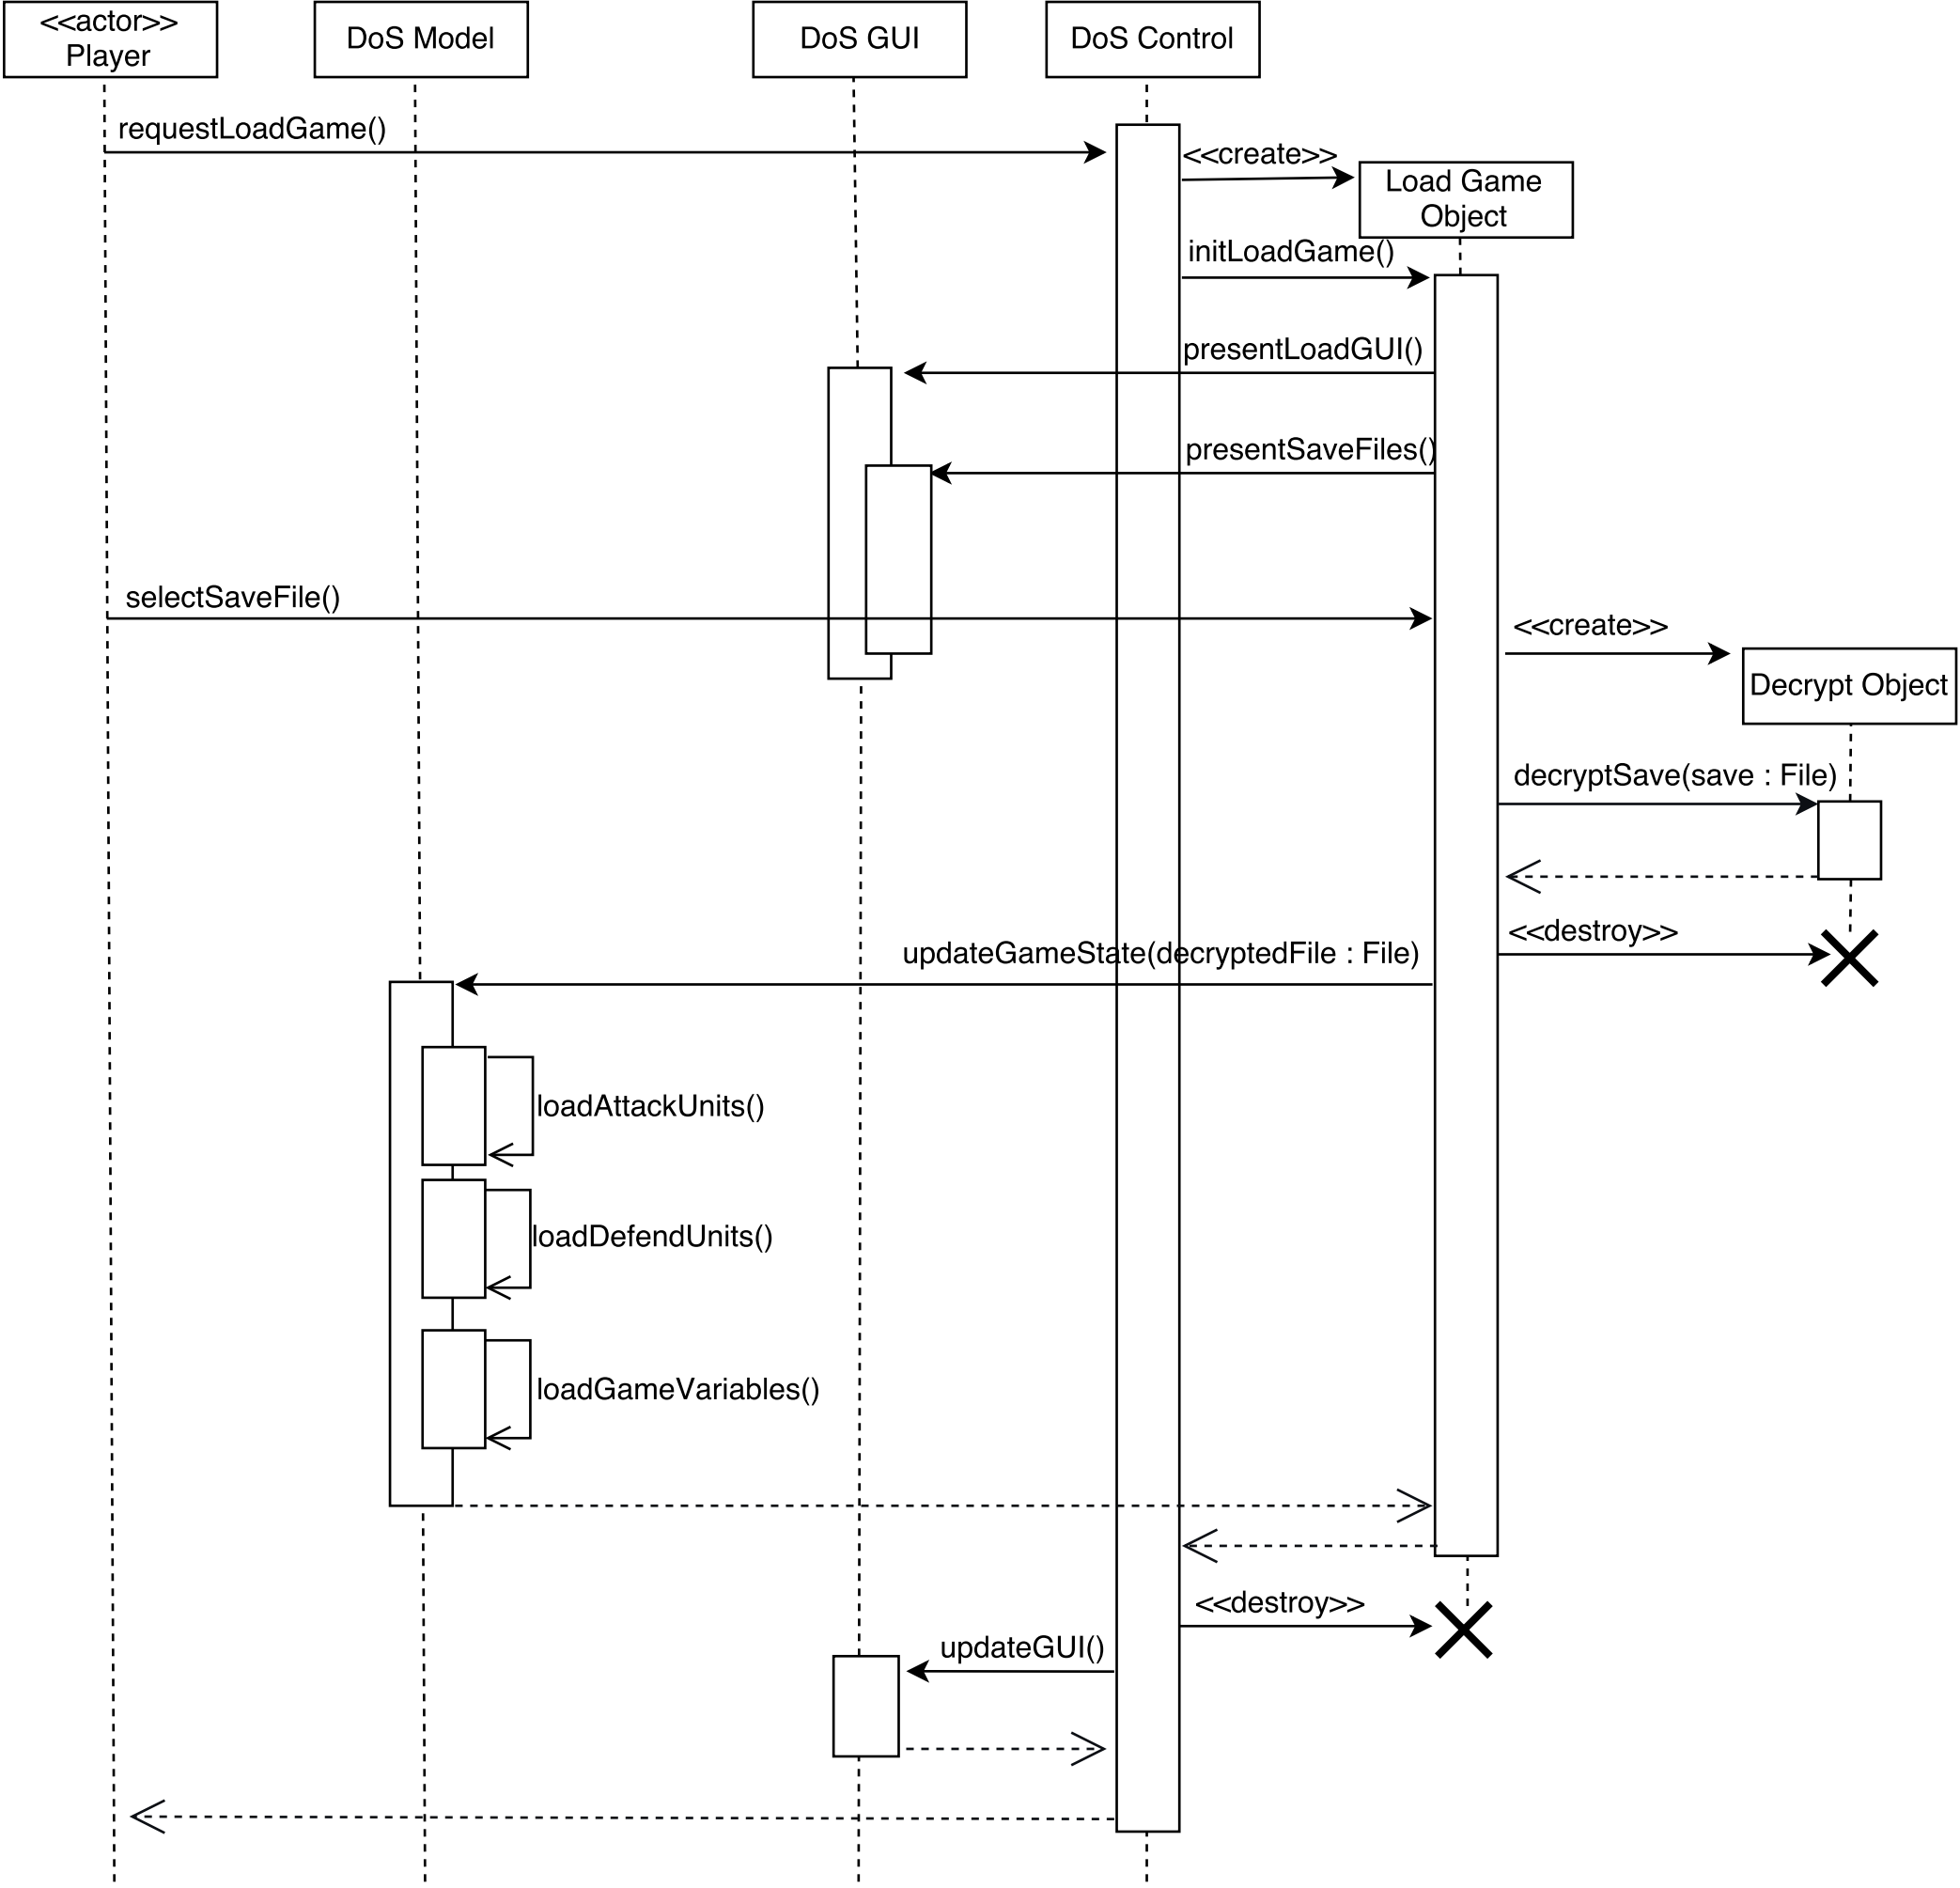 <<actor>>
Player
DoS Model
DoS GUI
DoS Control
requestLoadGame()
<<create>>
Load Game
Object
initLoadGame()
presentLoadGUI()
presentSaveFiles()
selectSaveFile()
<<create>>
Decrypt Object
decryptSave(save : File)
<<destroy>>
updateGameState(decryptedFile : File)
loadAttackUnits()
loadDefendUnits()
loadGameVariables()
<<destroy>>
updateGUI()